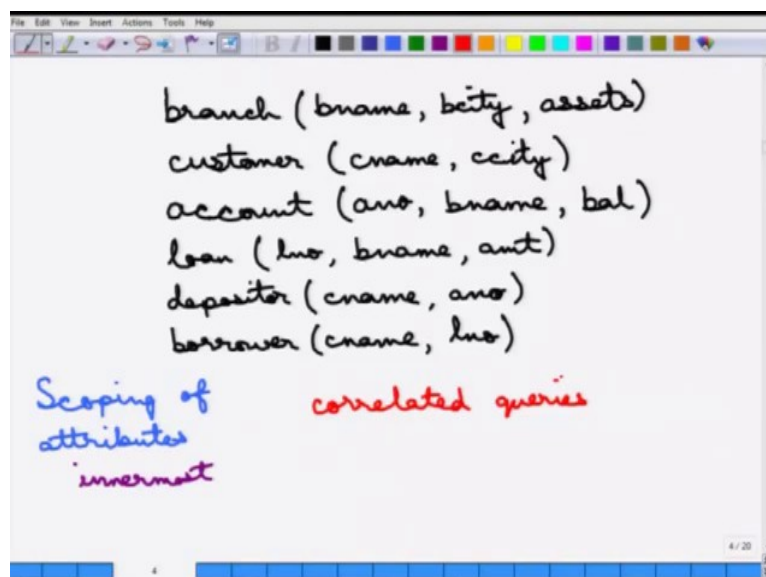 File Edit View Insert Actions Tools Help
branch (bname, bcity, assets)
customer (cname, ccity)
account (ano, bname, bal)
loan (lno, bname, amt)
depositor (cname, ano)
borrower (cname, lno)
Scoping of
attributes
innermost
correlated queries
4 / 20
4